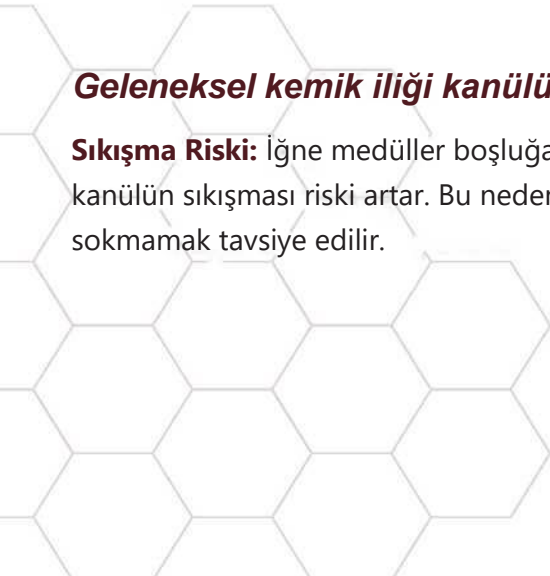 Geleneksel kemik iliği kanülü
Sıkışma Riski: İğne medüller boşluğa
kanülün sıkışması riski artar. Bu neden
sokmamak tavsiye edilir.